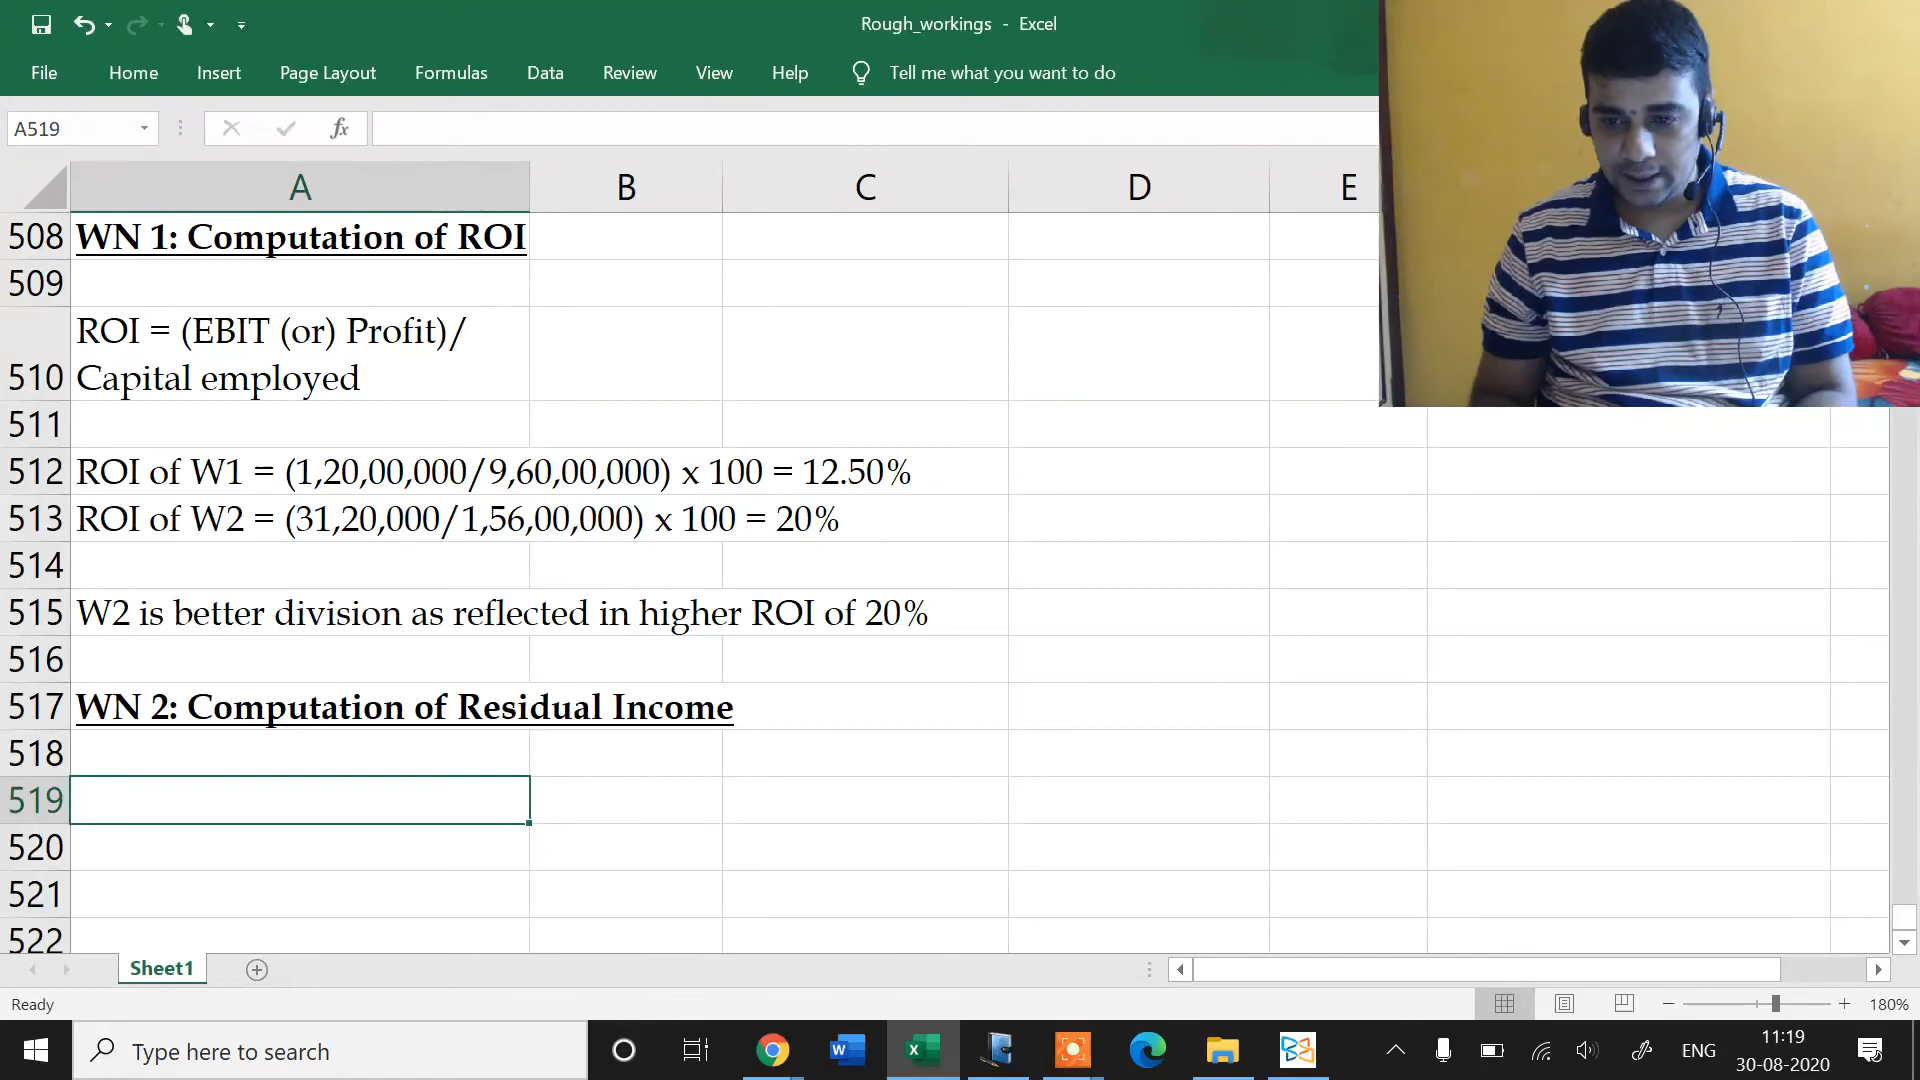 Rough_workings - Excel
File Home Insert Page Layout Formulas Data Review View Help Tell me what you want to do
A519 fx
A B C D E
508 WN 1: Computation of ROI
509
510 ROI = (EBIT (or) Profit)/
Capital employed
511
512 ROI of W1 = (1,20,00,000/9,60,00,000) x 100 = 12.50%
513 ROI of W2 = (31,20,000/1,56,00,000) x 100 = 20%
514
515 W2 is better division as reflected in higher ROI of 20%
516
517 WN 2: Computation of Residual Income
518
519
520
521
522
Sheet1
Ready 180%
Type here to search ENG 11:19
30-08-2020